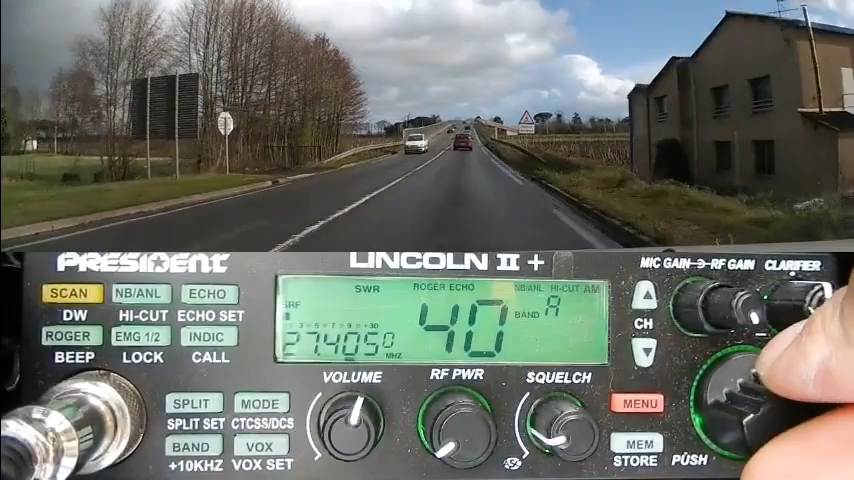 PRESIDENT
LINCOLN II +
MIC GAIN RF GAIN
CLARIFIER
SCAN
NB/ANL
ECHO
DW
HI-CUT
ECHO SET
ROGER
EMG 1/2
INDIC
BEEP
LOCK
CALL
SWR
ROGER ECHO
NB/ANL HI-CUT AM
SRF
40
BAND A
27.4050 MHZ
CH
VOLUME
RF PWR
SQUELCH
SPLIT
MODE
SPLIT SET
CTCSS/DCS
BAND
VOX
+10KHZ
VOX SET
MENU
MEM
STORE
PUSH